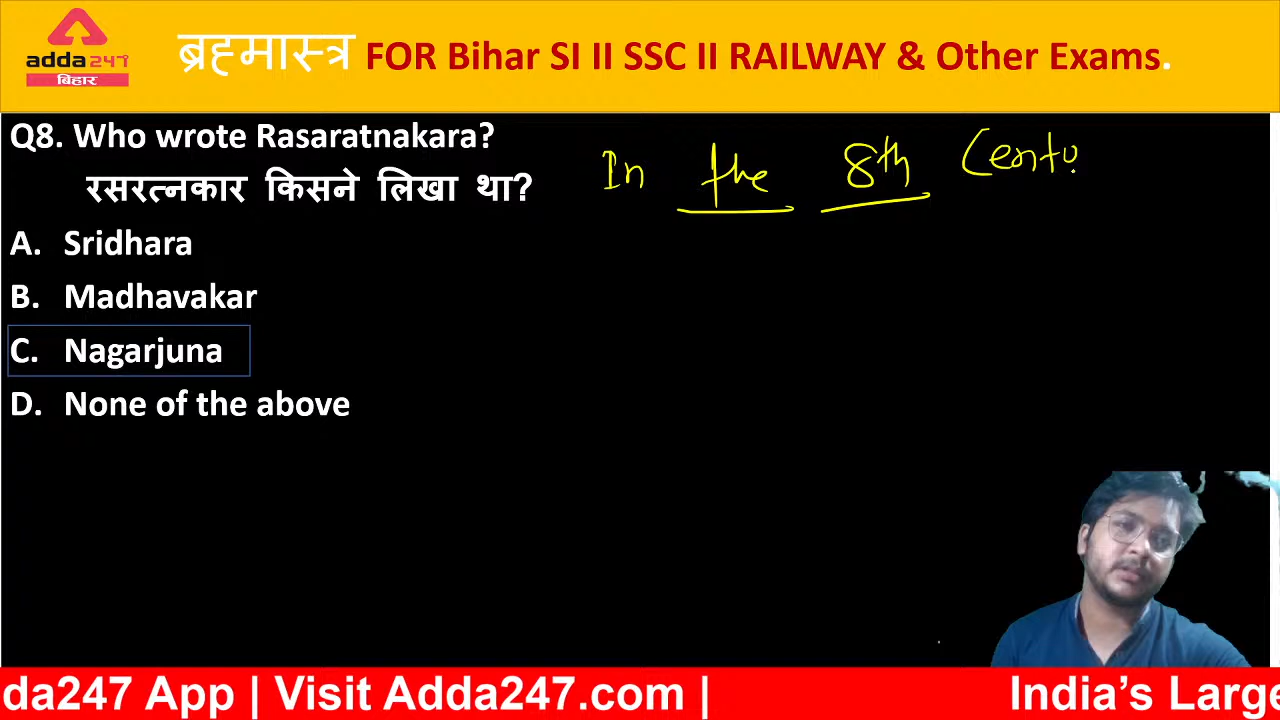 adda247
बिहार
ब्रह्मास्त्र FOR Bihar SI II SSC II RAILWAY & Other Exams.
Q8. Who wrote Rasaratnakara?
रसरत्नकार किसने लिखा था?
In the 8th Centu
A. Sridhara
B. Madhavakar
C. Nagarjuna
D. None of the above
da247 App | Visit Adda247.com | India's Large